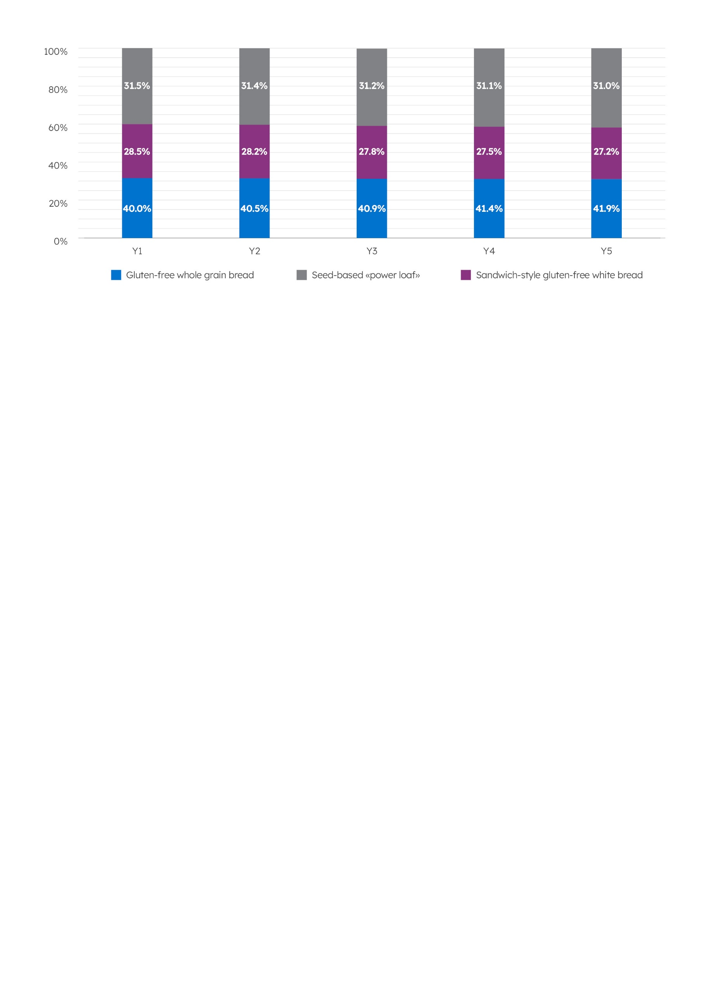 100%
80%
60%
40%
20%
0%
31.5% 31.4% 31.2% 31.1% 31.0%
28.5% 28.2% 27.8% 27.5% 27.2%
40.0% 40.5% 40.9% 41.4% 41.9%
Y1 Y2 Y3 Y4 Y5
Gluten-free whole grain bread Seed-based «power loaf» Sandwich-style gluten-free white bread